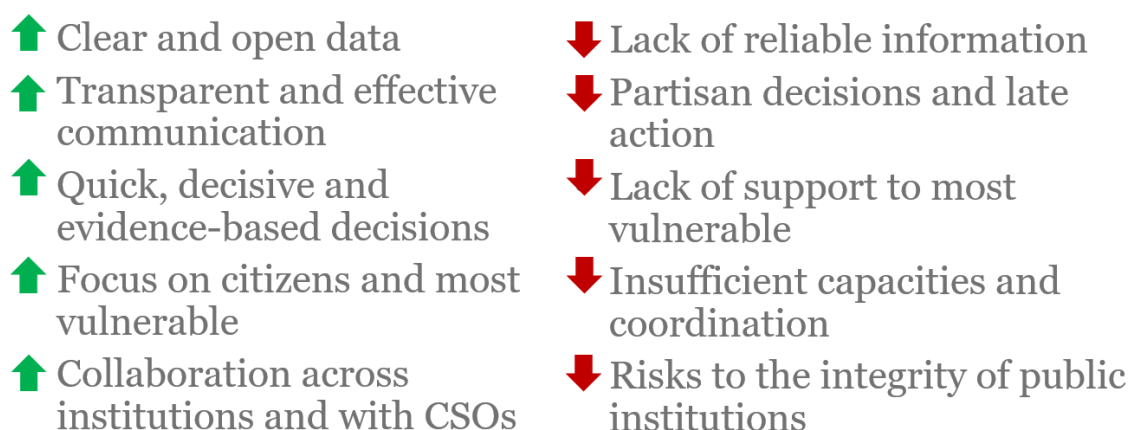 Clear and open data
Transparent and effective
communication
Quick, decisive and
evidence-based decisions
Focus on citizens and most
vulnerable
Collaboration across
institutions and with CSOs
Lack of reliable information
Partisan decisions and late
action
Lack of support to most
vulnerable
Insufficient capacities and
coordination
Risks to the integrity of public
institutions